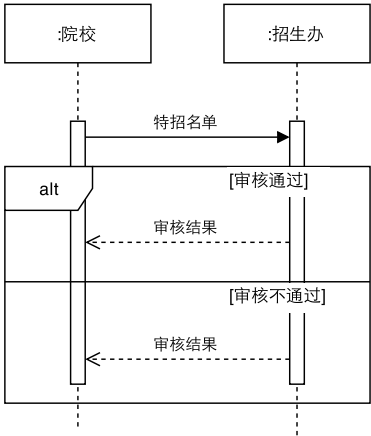 :院校
:招生办
特招名单
[审核通过]
alt
审核结果
[审核不通过]
审核结果